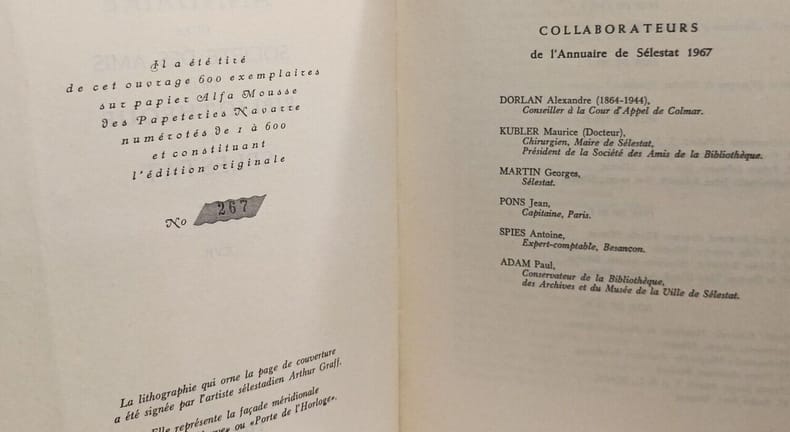 Il a été tiré
de cet ouvrage 600 exemplaires
sur papier Alfa Mousse
des Papeteries Navarre
numérotés de 1 à 600
et constituant
l'édition originale
No 267
La lithographie qui orne la page de couverture
a été signée par l'artiste sélestadien Arthur Graff.
Elle représente la façade méridionale
ou «Porte de l'Horloge».
COLLABORATEURS
de l'Annuaire de Sélestat 1967
DORLAN Alexandre (1864-1944),
Conseiller à la Cour d'Appel de Colmar.
KUBLER Maurice (Docteur),
Chirurgien, Maire de Sélestat,
Président de la Société des Amis de la Bibliothèque.
MARTIN Georges,
Sélestat.
PONS Jean,
Capitaine, Paris.
SPIES Antoine,
Expert-comptable, Besançon.
ADAM Paul,
Conservateur de la Bibliothèque,
des Archives et du Musée de la Ville de Sélestat.